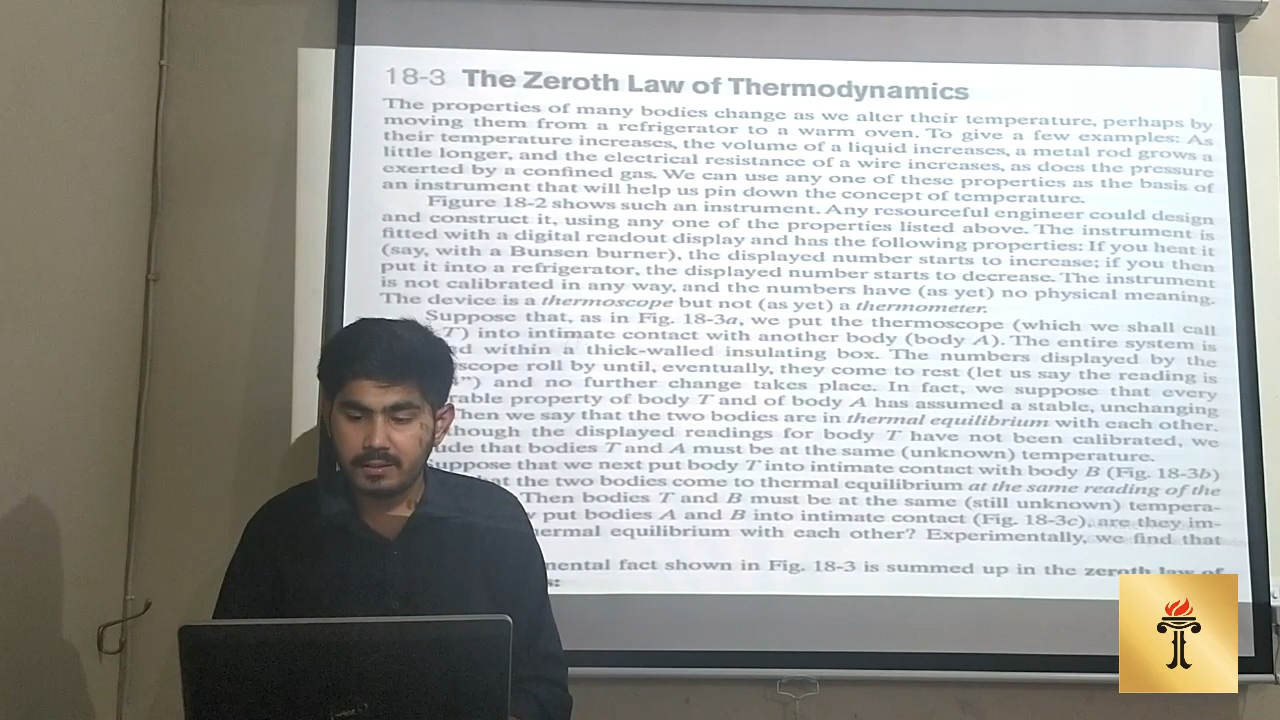 18-3 The Zeroth Law of Thermodynamics
The properties of many bodies change as we alter their temperature, perhaps by
moving them from a refrigerator to a warm oven. To give a few examples: As
their temperature increases, the volume of a liquid increases, a metal rod grows a
little longer, and the electrical resistance of a wire increases, as does the pressure
exerted by a confined gas. We can use any one of these properties as the basis of
an instrument that will help us pin down the concept of temperature.
Figure 18-2 shows such an instrument. Any resourceful engineer could design
and construct it, using any one of the properties listed above. The instrument is
fitted with a digital readout display and has the following properties: If you heat it
(say, with a Bunsen burner), the displayed number starts to increase; if you then
put it into a refrigerator, the displayed number starts to decrease. The instrument
is not calibrated in any way, and the numbers have (as yet) no physical meaning.
The device is a thermoscope but not (as yet) a thermometer.
Suppose that, as in Fig. 18-3a, we put the thermoscope (which we shall call
T) into intimate contact with another body (body A). The entire system is
d within a thick-walled insulating box. The numbers displayed by the
scope roll by until, eventually, they come to rest (let us say the reading is
”) and no further change takes place. In fact, we suppose that every
rable property of body T and of body A has assumed a stable, unchanging
Then we say that the two bodies are in thermal equilibrium with each other.
though the displayed readings for body T have not been calibrated, we
ude that bodies T and A must be at the same (unknown) temperature.
uppose that we next put body T into intimate contact with body B (Fig. 18-3b)
at the two bodies come to thermal equilibrium at the same reading of the
Then bodies T and B must be at the same (still unknown) tempera-
put bodies A and B into intimate contact (Fig. 18-3c), are they im-
hermal equilibrium with each other? Experimentally, we find that
mental fact shown in Fig. 18-3 is summed up in the zeroth law of
s: